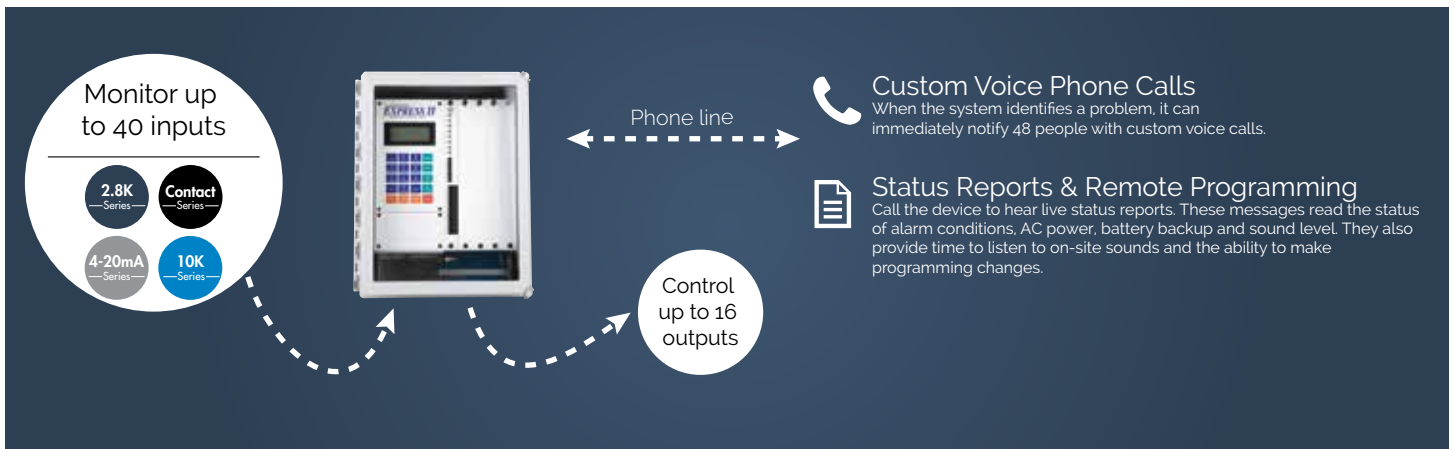 Monitor up
to 40 inputs
2.8K
Series
Contact
Series
4-20mA
Series
10K
Series
EXPRESS II
Phone line
Control
up to 16
outputs
Custom Voice Phone Calls
When the system identifies a problem, it can
immediately notify 48 people with custom voice calls.
Status Reports & Remote Programming
Call the device to hear live status reports. These messages read the status
of alarm conditions, AC power, battery backup and sound level. They also
provide time to listen to on-site sounds and the ability to make
programming changes.